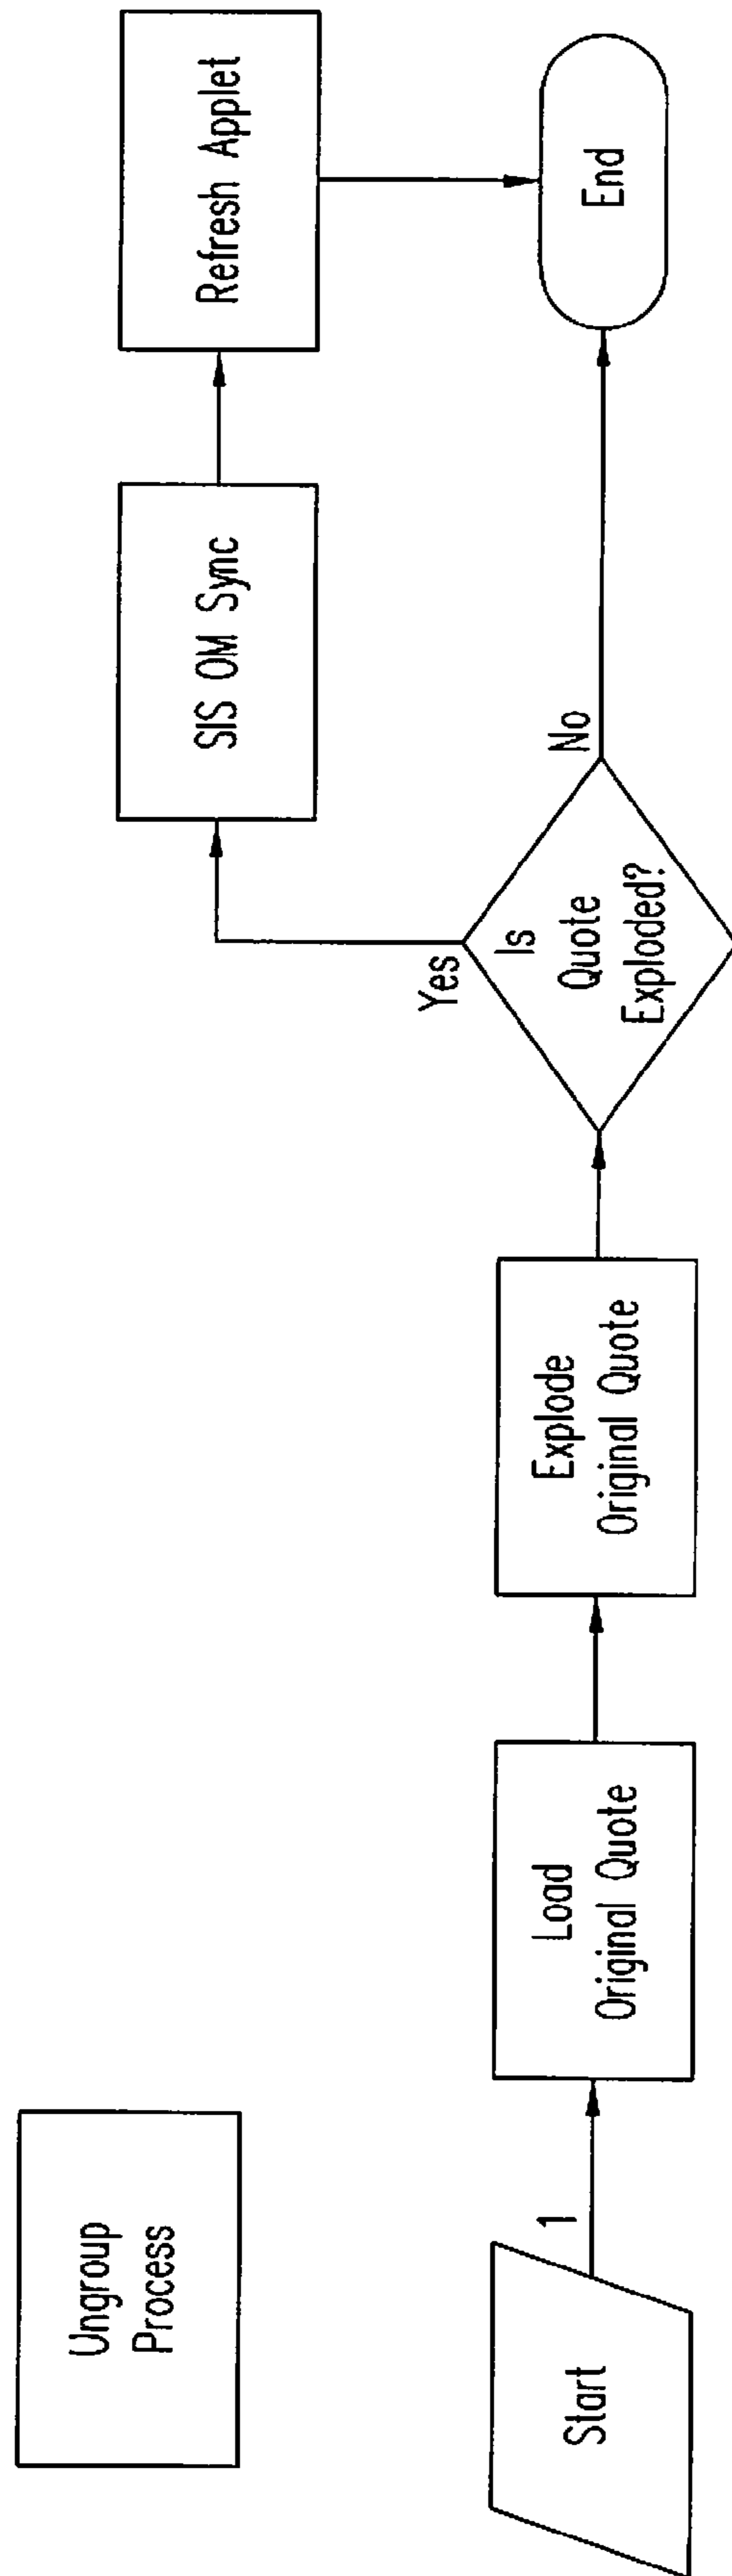 Ungroup
Process
Start
1
Load
Original Quote
Explode
Original Quote
Is
Quote
Exploded?
Yes
No
SIS OM Sync
Refresh Applet
End